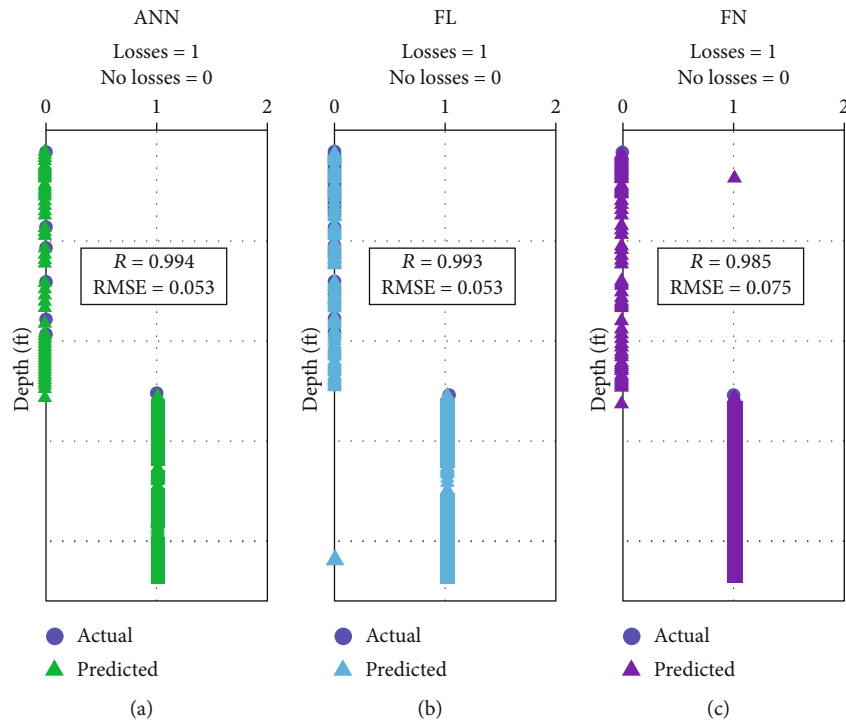 ANN
Losses = 1
No losses = 0
0 1 2
Depth (ft)
R = 0.994
RMSE = 0.053
Actual
Predicted
(a)
FL
Losses = 1
No losses = 0
0 1 2
Depth (ft)
R = 0.993
RMSE = 0.053
Actual
Predicted
(b)
FN
Losses = 1
No losses = 0
0 1 2
Depth (ft)
R = 0.985
RMSE = 0.075
Actual
Predicted
(c)